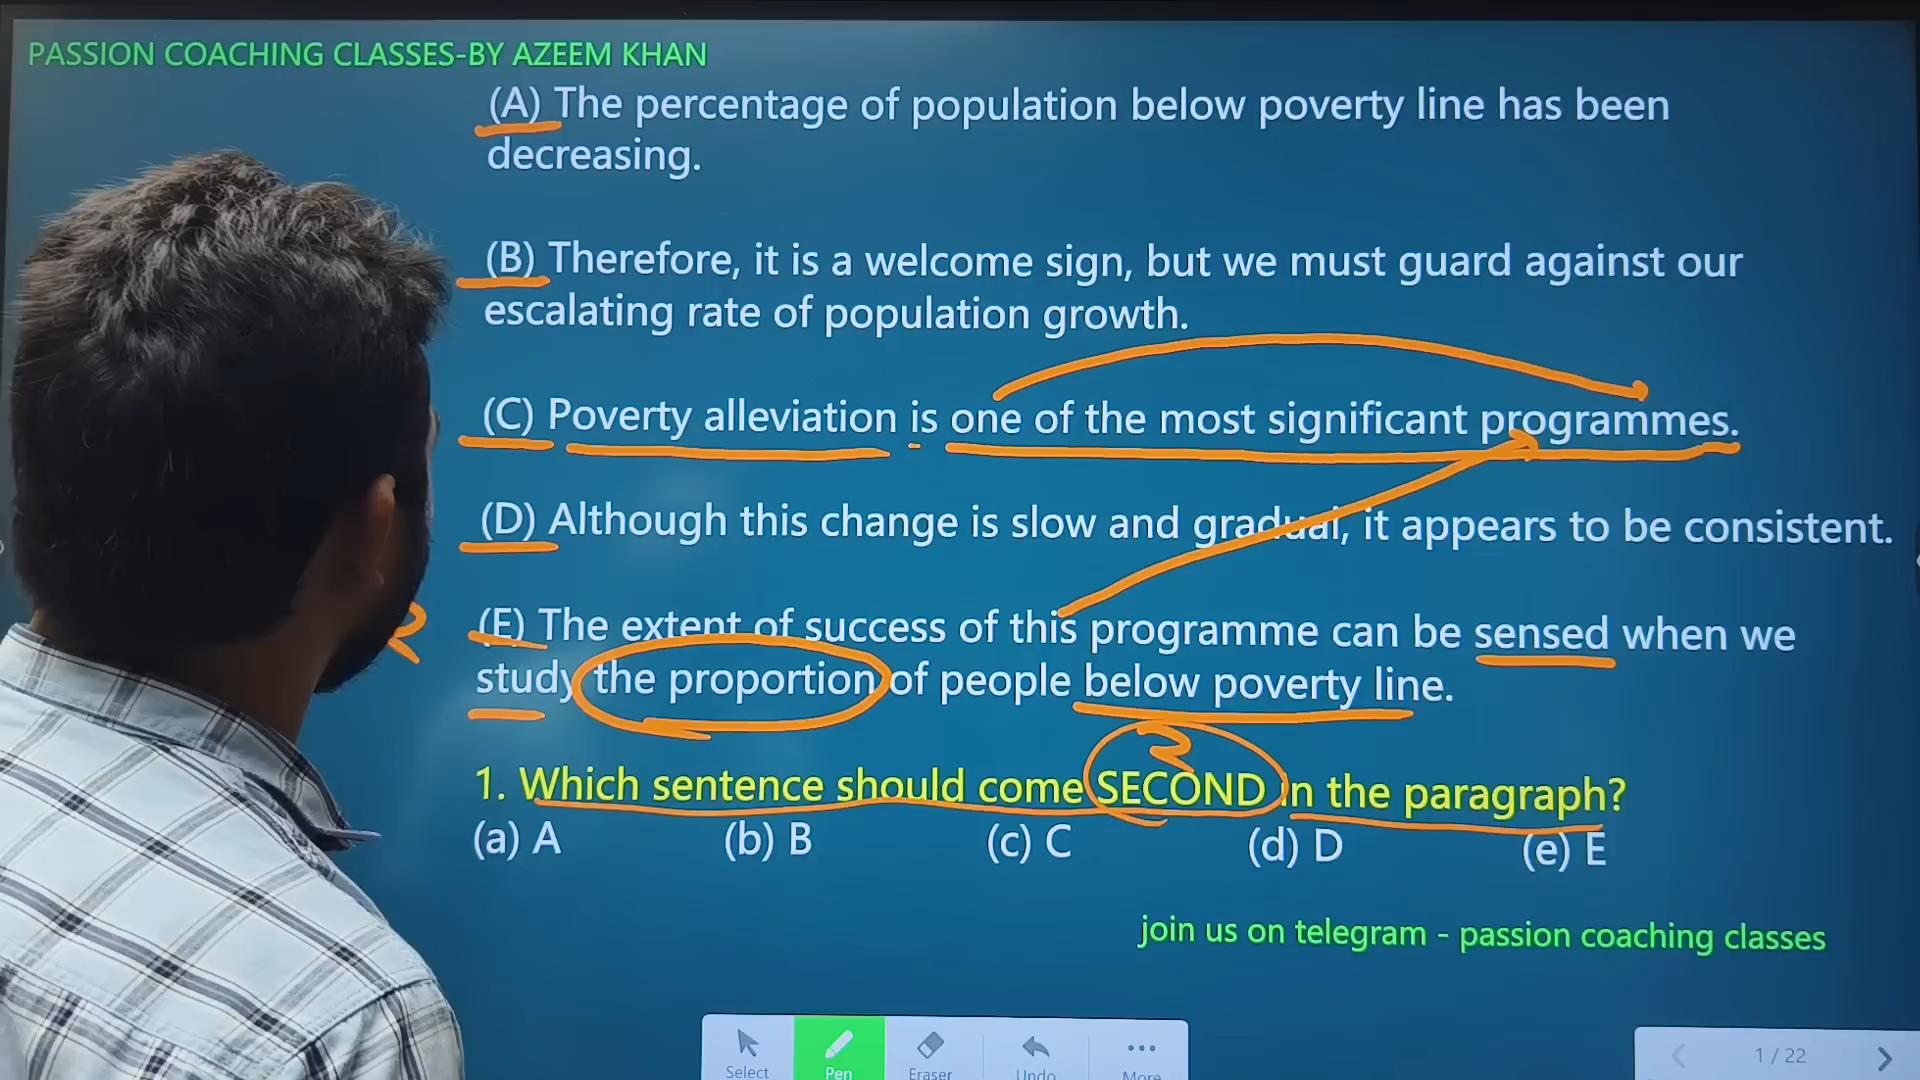 PASSION COACHING CLASSES-BY AZEEM KHAN
(A) The percentage of population below poverty line has been
decreasing.
(B) Therefore, it is a welcome sign, but we must guard against our
escalating rate of population growth.
(C) Poverty alleviation is one of the most significant programmes.
(D) Although this change is slow and gradual, it appears to be consistent.
(E) The extent of success of this programme can be sensed when we
study the proportion of people below poverty line.
2
1. Which sentence should come SECOND in the paragraph?
(a) A (b) B (c) C (d) D (e) E
join us on telegram - passion coaching classes
Select Pen Eraser Undo More
1 / 22